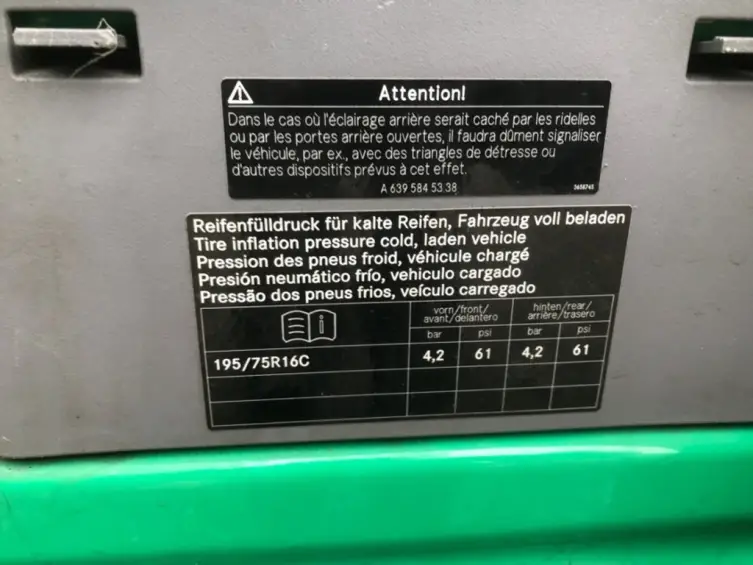 Attention!
Dans le cas où l'éclairage arrière serait caché par les ridelles
ou par les portes arrière ouvertes, il faudra dûment signaliser
le véhicule, par ex., avec des triangles de détresse ou
d'autres dispositifs prévus à cet effet.
A 639 584 53 38
Reifenfülldruck für kalte Reifen, Fahrzeug voll beladen
Tire inflation pressure cold, laden vehicle
Pression des pneus froid, véhicule chargé
Presión neumático frío, vehiculo cargado
Pressão dos pneus frios, veículo carregado
vorn/front/ hinten/rear/
avant/delantero arrière/trasero
bar psi bar psi
195/75R16C 4,2 61 4,2 61